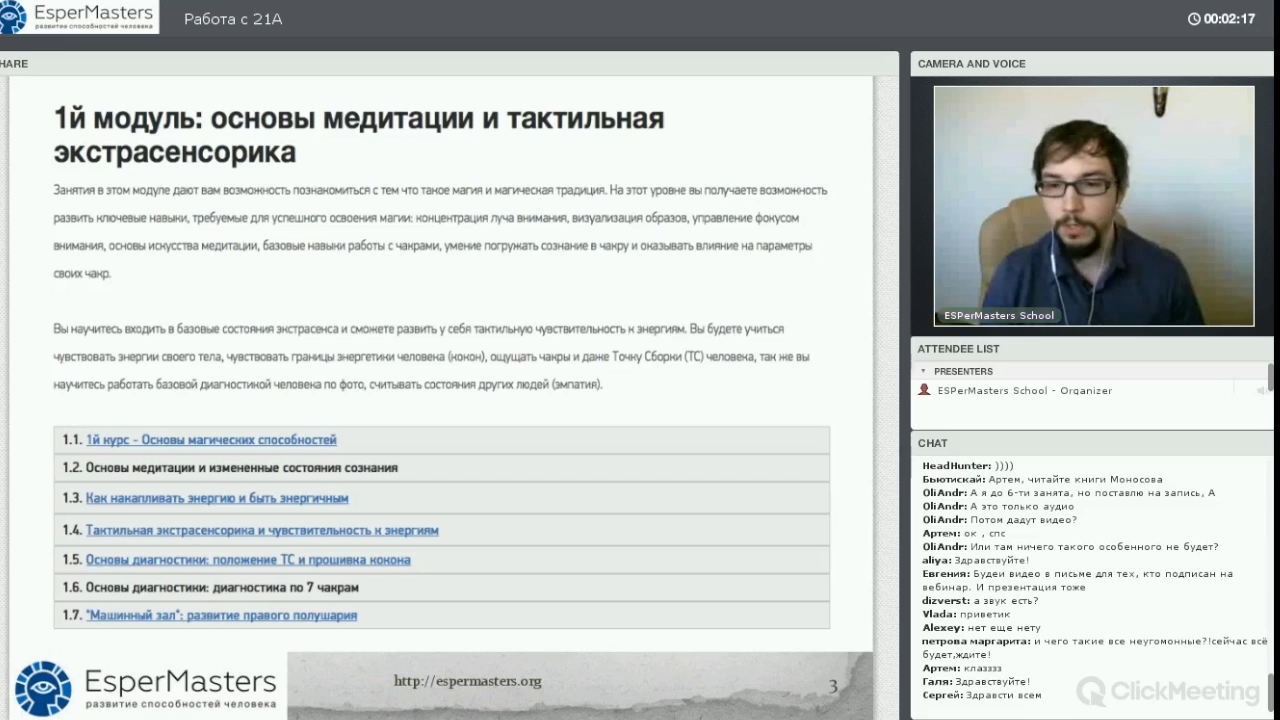 EsperMasters
развитие способностей человека
Работа с 21А
00:02:17
HARE
1й модуль: основы медитации и тактильная
экстрасенсорика
Занятия в этом модуле дают вам возможность познакомиться с тем что такое магия и магическая традиция. На этот уровне вы получаете возможность
развить ключевые навыки, требуемые для успешного освоения магии: концентрация луча внимания, визуализация образов, управление фокусом
внимания, основы искусства медитации, базовые навыки работы с чакрами, умение погружать сознание в чакру и оказывать влияние на параметры
своих чакр.
Вы научитесь входить в базовые состояния экстрасенса и сможете развить у себя тактильную чувствительность к энергиям. Вы будете учиться
чувствовать энергии своего тела, чувствовать границы энергетики человека (кокон), ощущать чакры и даже Точку Сборки (ТС) человека, так же вы
научитесь работать базовой диагностикой человека по фото, считывать состояния других людей (эмпатия).
1.1. 1й курс - Основы магических способностей
1.2. Основы медитации и измененные состояния сознания
1.3. Как накапливать энергию и быть энергичным
1.4. Тактильная экстрасенсорика и чувствительность к энергиям
1.5. Основы диагностики: положение ТС и прошивка кокона
1.6. Основы диагностики: диагностика по 7 чакрам
1.7. "Машинный зал": развитие правого полушария
EsperMasters
развитие способностей человека
http://espermasters.org
3
CAMERA AND VOICE
ESPerMasters School
ATTENDEE LIST
PRESENTERS
ESPerMasters School - Organizer
CHAT
HeadHunter: ))))
Бьютискай: Артем, читайте книги Моносова
OliAndr: А я до 6-ти занята, но поставлю на запись, А
OliAndr: А это только аудио
OliAndr: Потом дадут видео?
Артем: ок , спс
OliAndr: Или там ничего такого особенного не будет?
aliya: Здравствуйте!
Евгения: Будеи видео в письме для тех, кто подписан на
вебинар. И презентация тоже
dizverst: а звук есть?
Vlada: приветик
Alexey: нет еще нету
петрова маргарита: и чего такие все неугомонные?!сейчас всё
будет,ждите!
Артем: клазззз
Галя: Здравствуйте!
Сергей: Здравсти всем
ClickMeeting